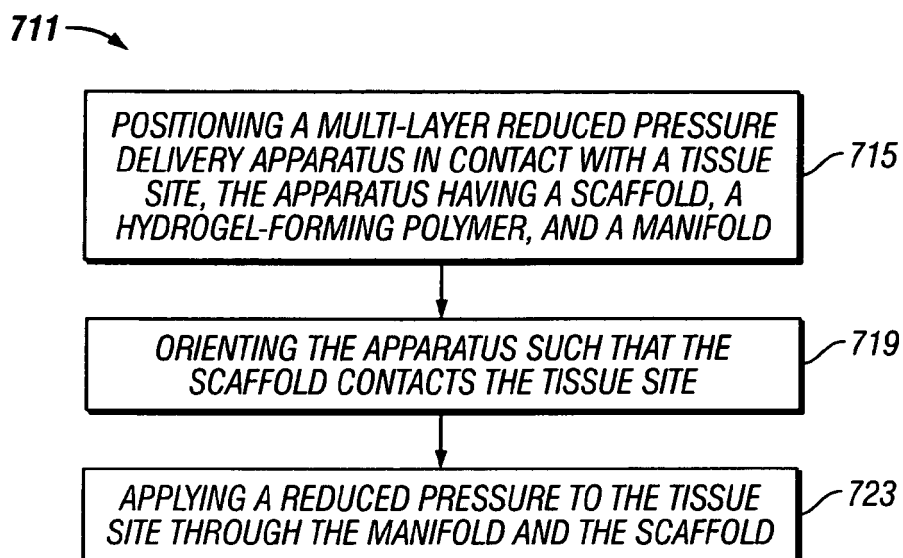 711
POSITIONING A MULTI-LAYER REDUCED PRESSURE
DELIVERY APPARATUS IN CONTACT WITH A TISSUE
SITE, THE APPARATUS HAVING A SCAFFOLD, A
HYDROGEL-FORMING POLYMER, AND A MANIFOLD
715
ORIENTING THE APPARATUS SUCH THAT THE
SCAFFOLD CONTACTS THE TISSUE SITE
719
APPLYING A REDUCED PRESSURE TO THE TISSUE
SITE THROUGH THE MANIFOLD AND THE SCAFFOLD
723